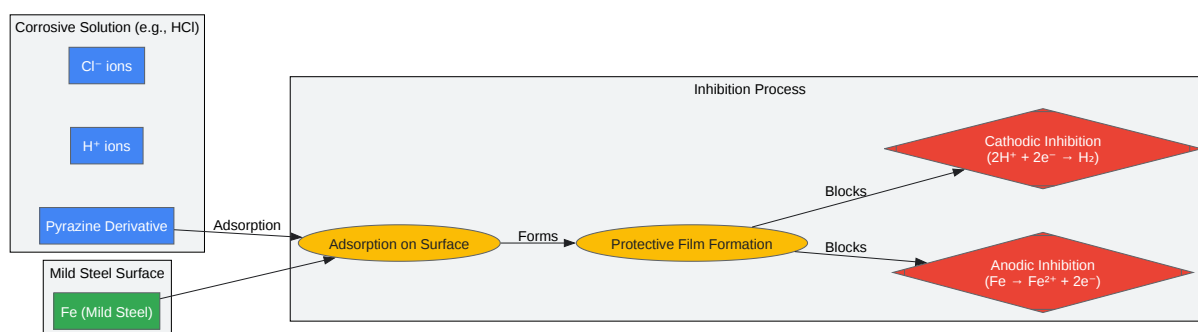 Corrosive Solution (e.g., HCl)
Cl⁻ ions
H⁺ ions
Pyrazine Derivative
Mild Steel Surface
Fe (Mild Steel)
Adsorption
Inhibition Process
Adsorption on Surface
Forms
Protective Film Formation
Blocks
Cathodic Inhibition
(2H⁺ + 2e⁻ → H₂)
Blocks
Anodic Inhibition
(Fe → Fe²⁺ + 2e⁻)